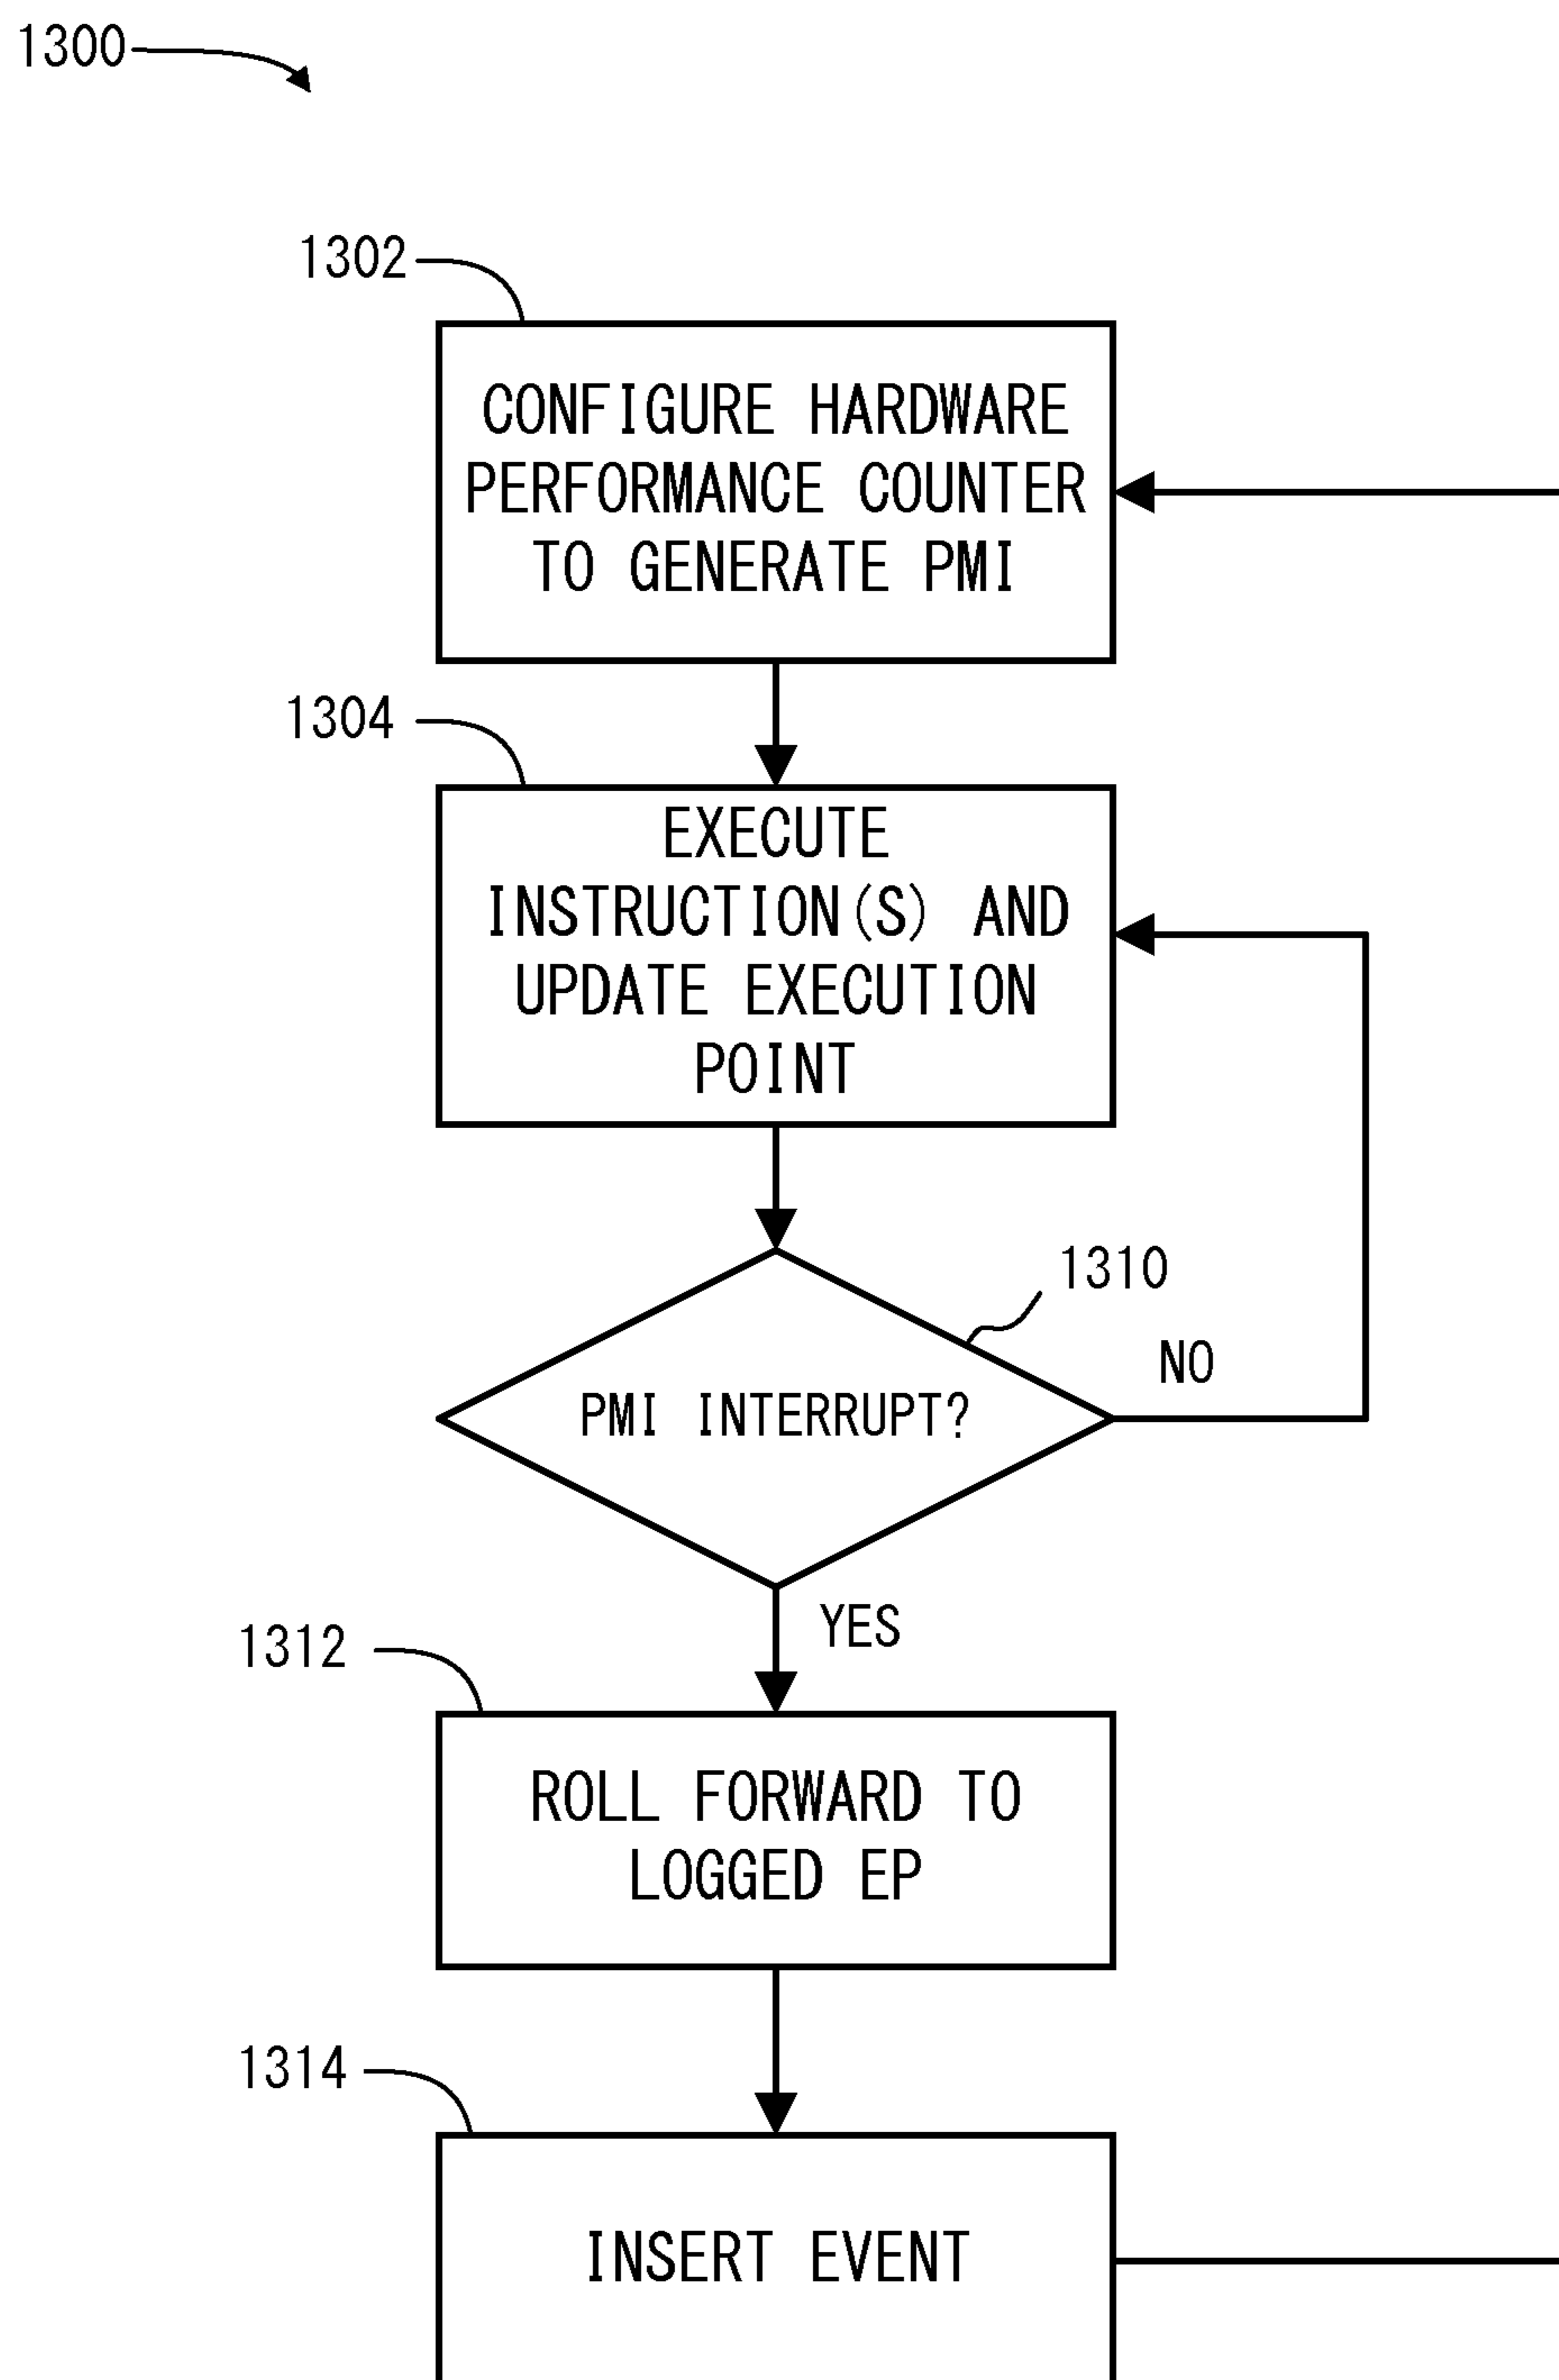 1300
1302
CONFIGURE HARDWARE
PERFORMANCE COUNTER
TO GENERATE PMI
1304
EXECUTE
INSTRUCTION(S) AND
UPDATE EXECUTION
POINT
1310
NO
PMI INTERRUPT?
YES
1312
ROLL FORWARD TO
LOGGED EP
1314
INSERT EVENT